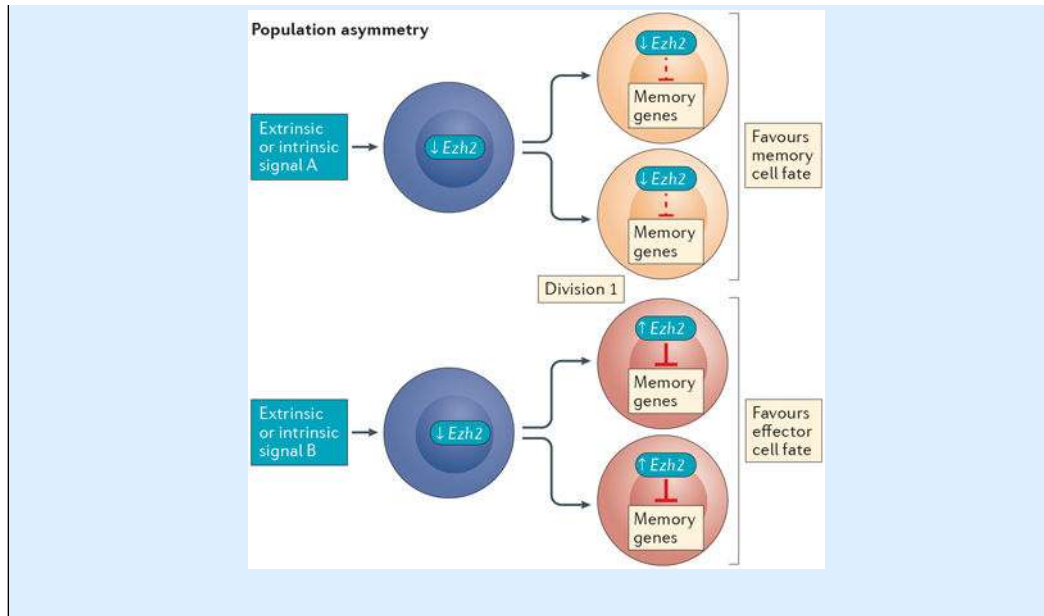 Population asymmetry
Extrinsic
or intrinsic
signal A
↓ Ezh2
↓ Ezh2
Memory
genes
↓ Ezh2
Memory
genes
Favours
memory
cell fate
Division 1
Extrinsic
or intrinsic
signal B
↓ Ezh2
↑ Ezh2
Memory
genes
↑ Ezh2
Memory
genes
Favours
effector
cell fate